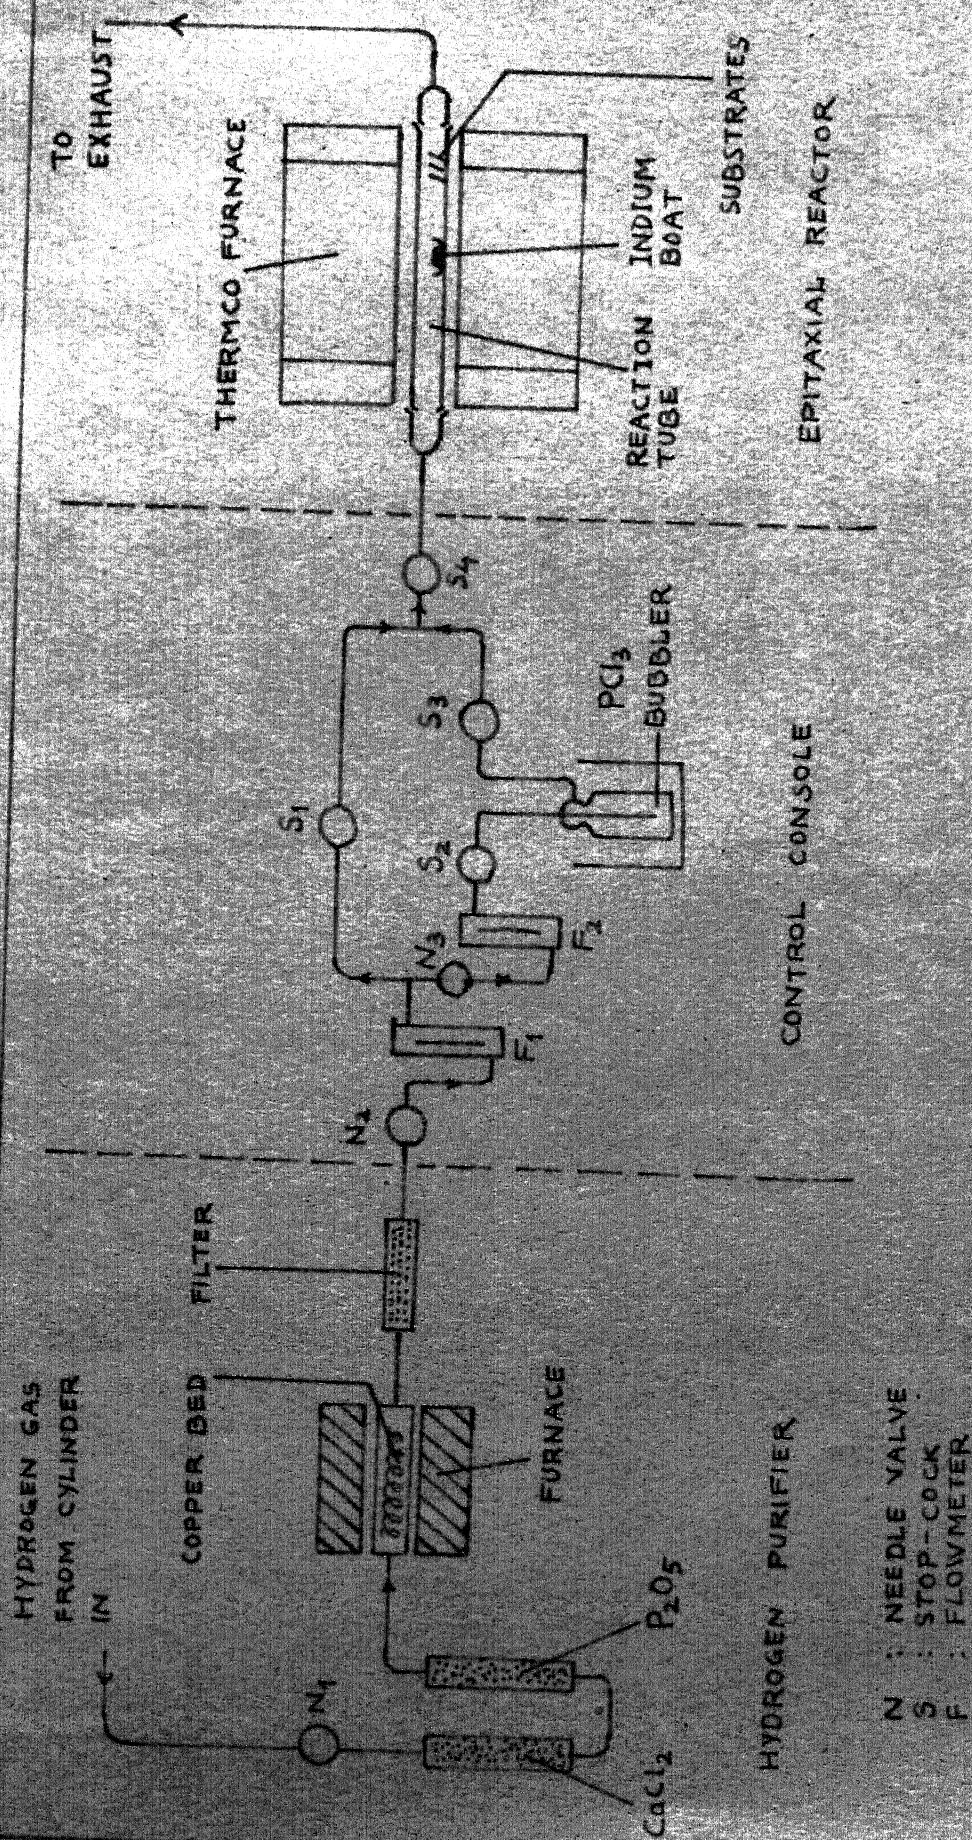 HYDROGEN GAS
FROM CYLINDER
IN
N1
CaCl2
P2O5
COPPER BED
FURNACE
FILTER
HYDROGEN PURIFIER
N2
F1
N3
F2
S1
S2
S3
PCl3
BUBBLER
S4
CONTROL CONSOLE
THERMCO FURNACE
TO
EXHAUST
REACTION
TUBE
INDIUM
BOAT
SUBSTRATES
EPITAXIAL REACTOR
N : NEEDLE VALVE
S : STOP-COCK
F : FLOWMETER